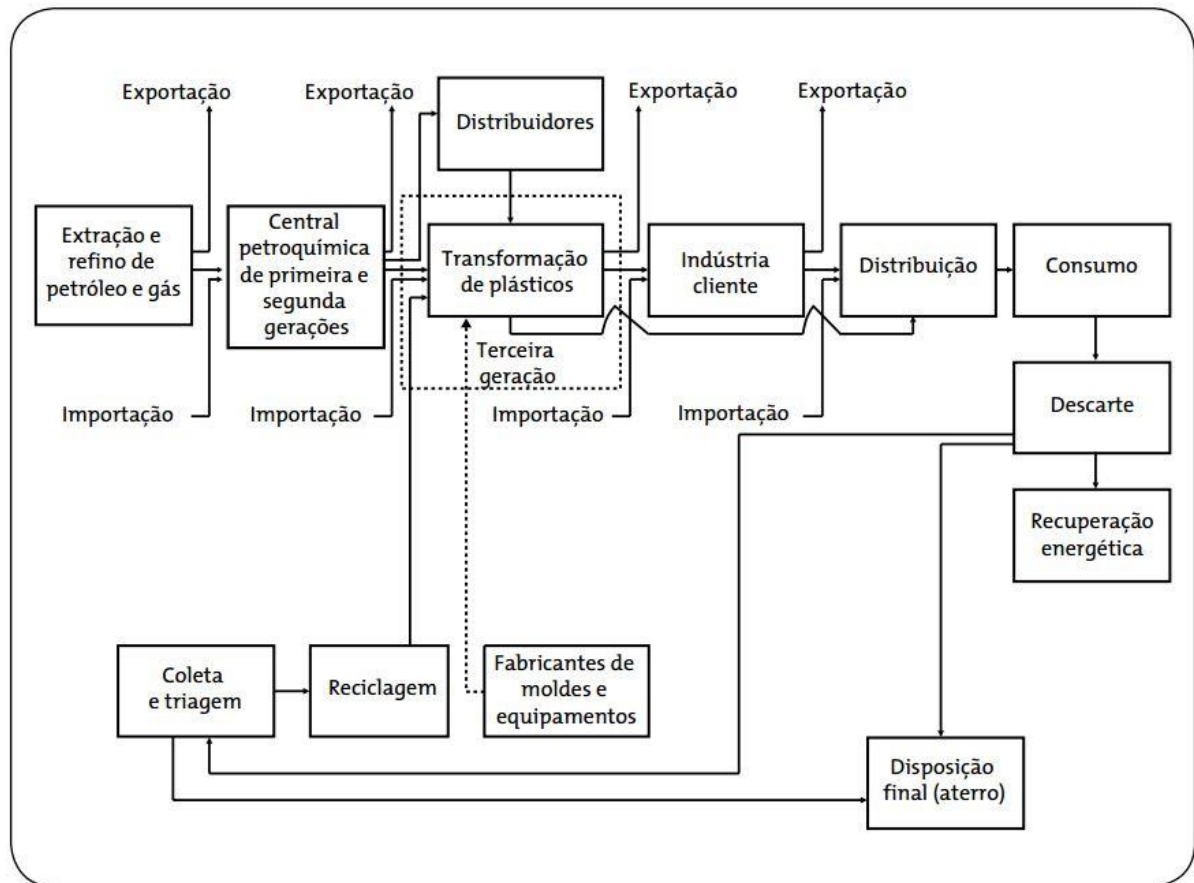 Exportação
Exportação
Distribuidores
Exportação
Exportação
Extração e
refino de
petróleo e gás
Central
petroquímica
de primeira e
segunda
gerações
Transformação
de plásticos
Indústria
cliente
Distribuição
Consumo
Terceira
geração
Importação
Importação
Importação
Importação
Descarte
Recuperação
energética
Coleta
e triagem
Reciclagem
Fabricantes de
moldes e
equipamentos
Disposição
final (aterro)